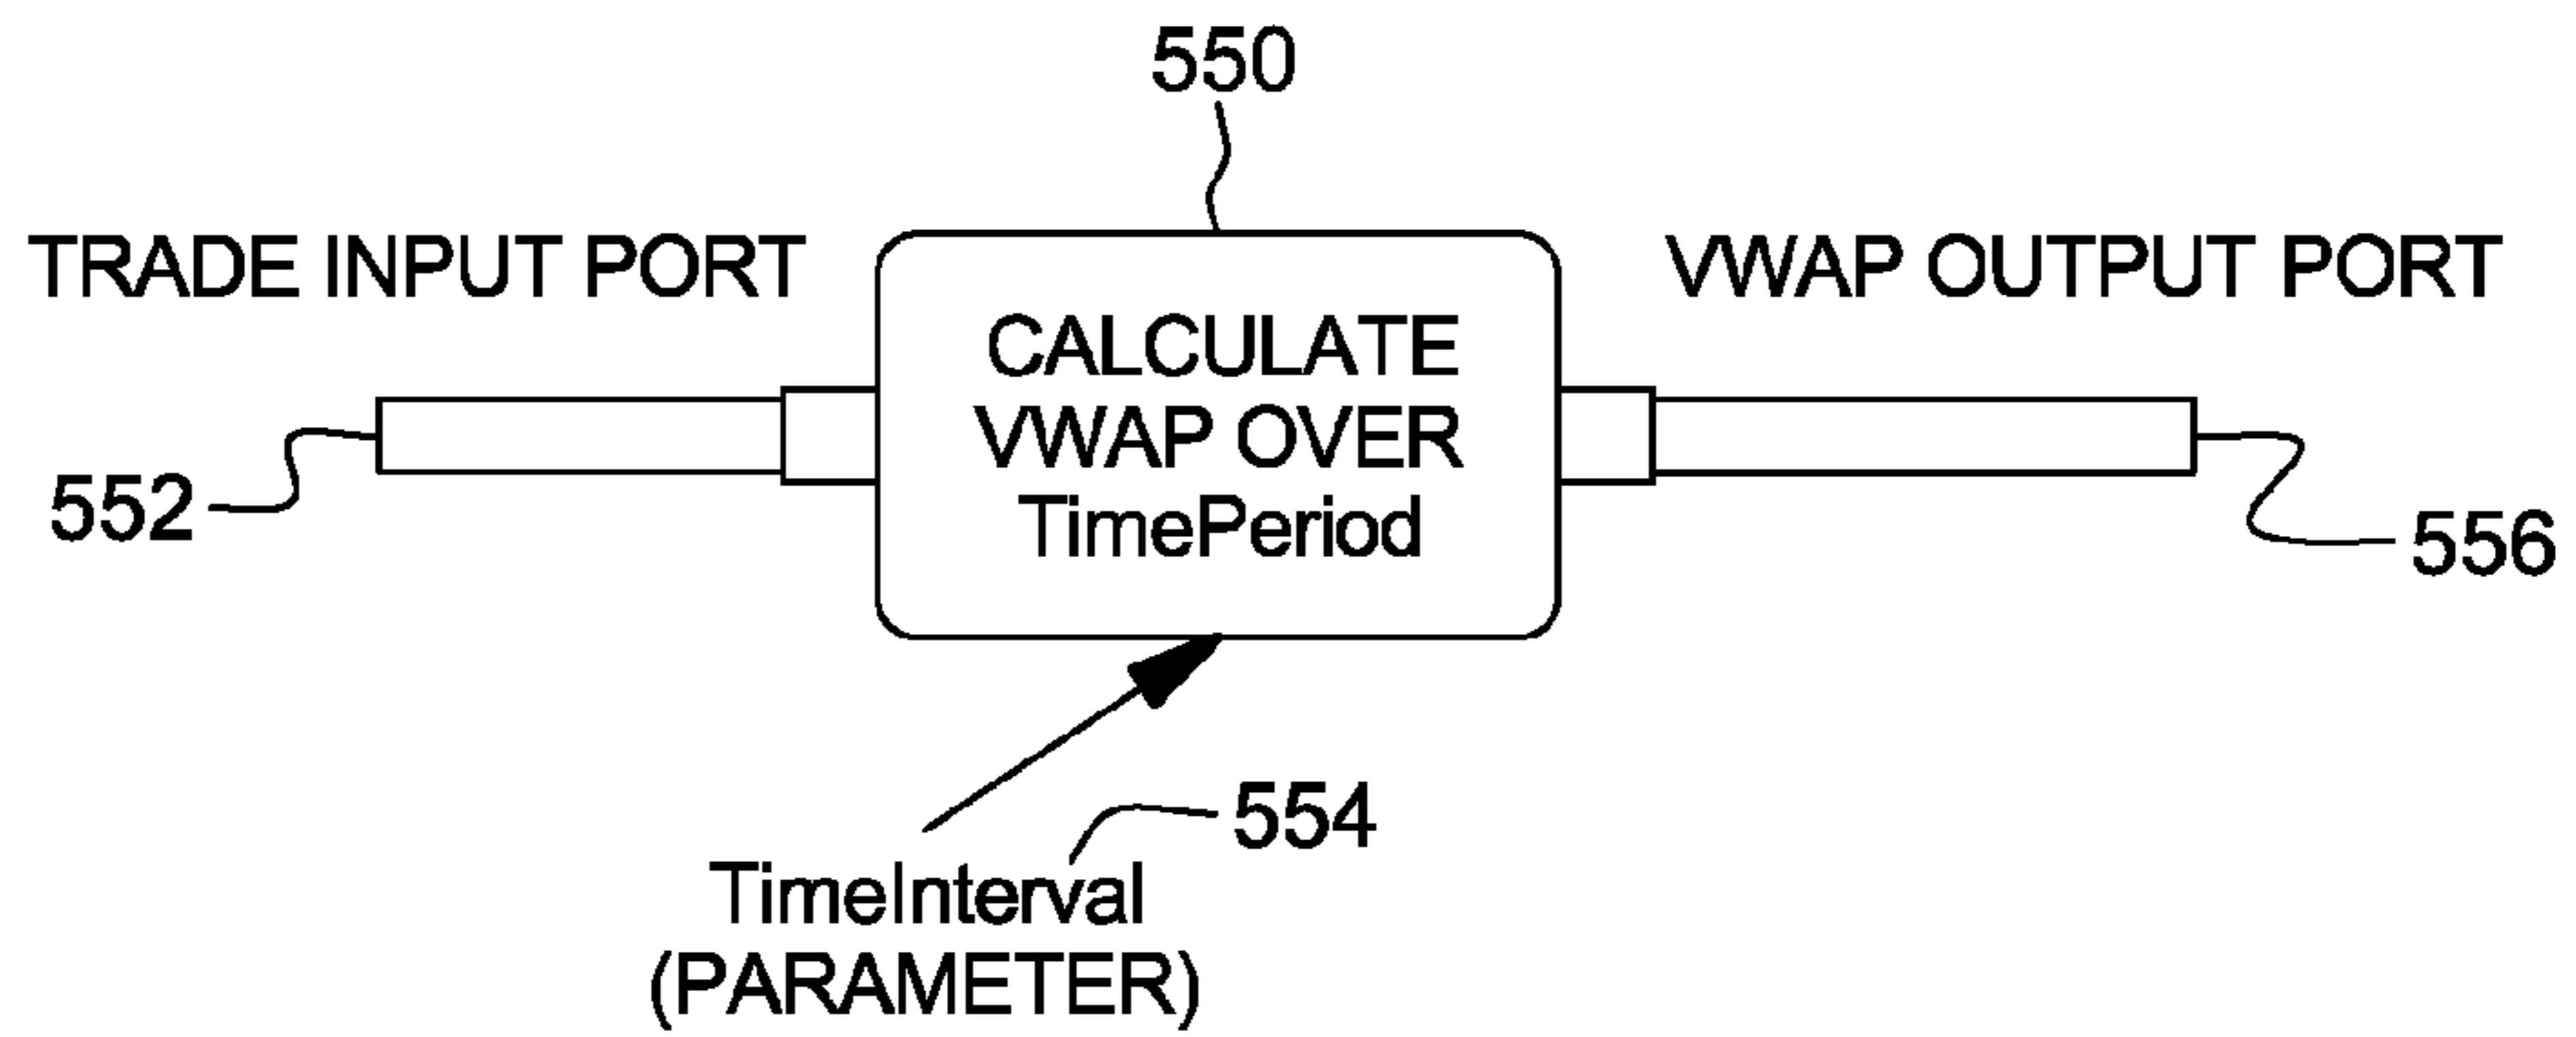 550
TRADE INPUT PORT
VWAP OUTPUT PORT
CALCULATE
VWAP OVER
TimePeriod
552
556
554
TimeInterval
(PARAMETER)